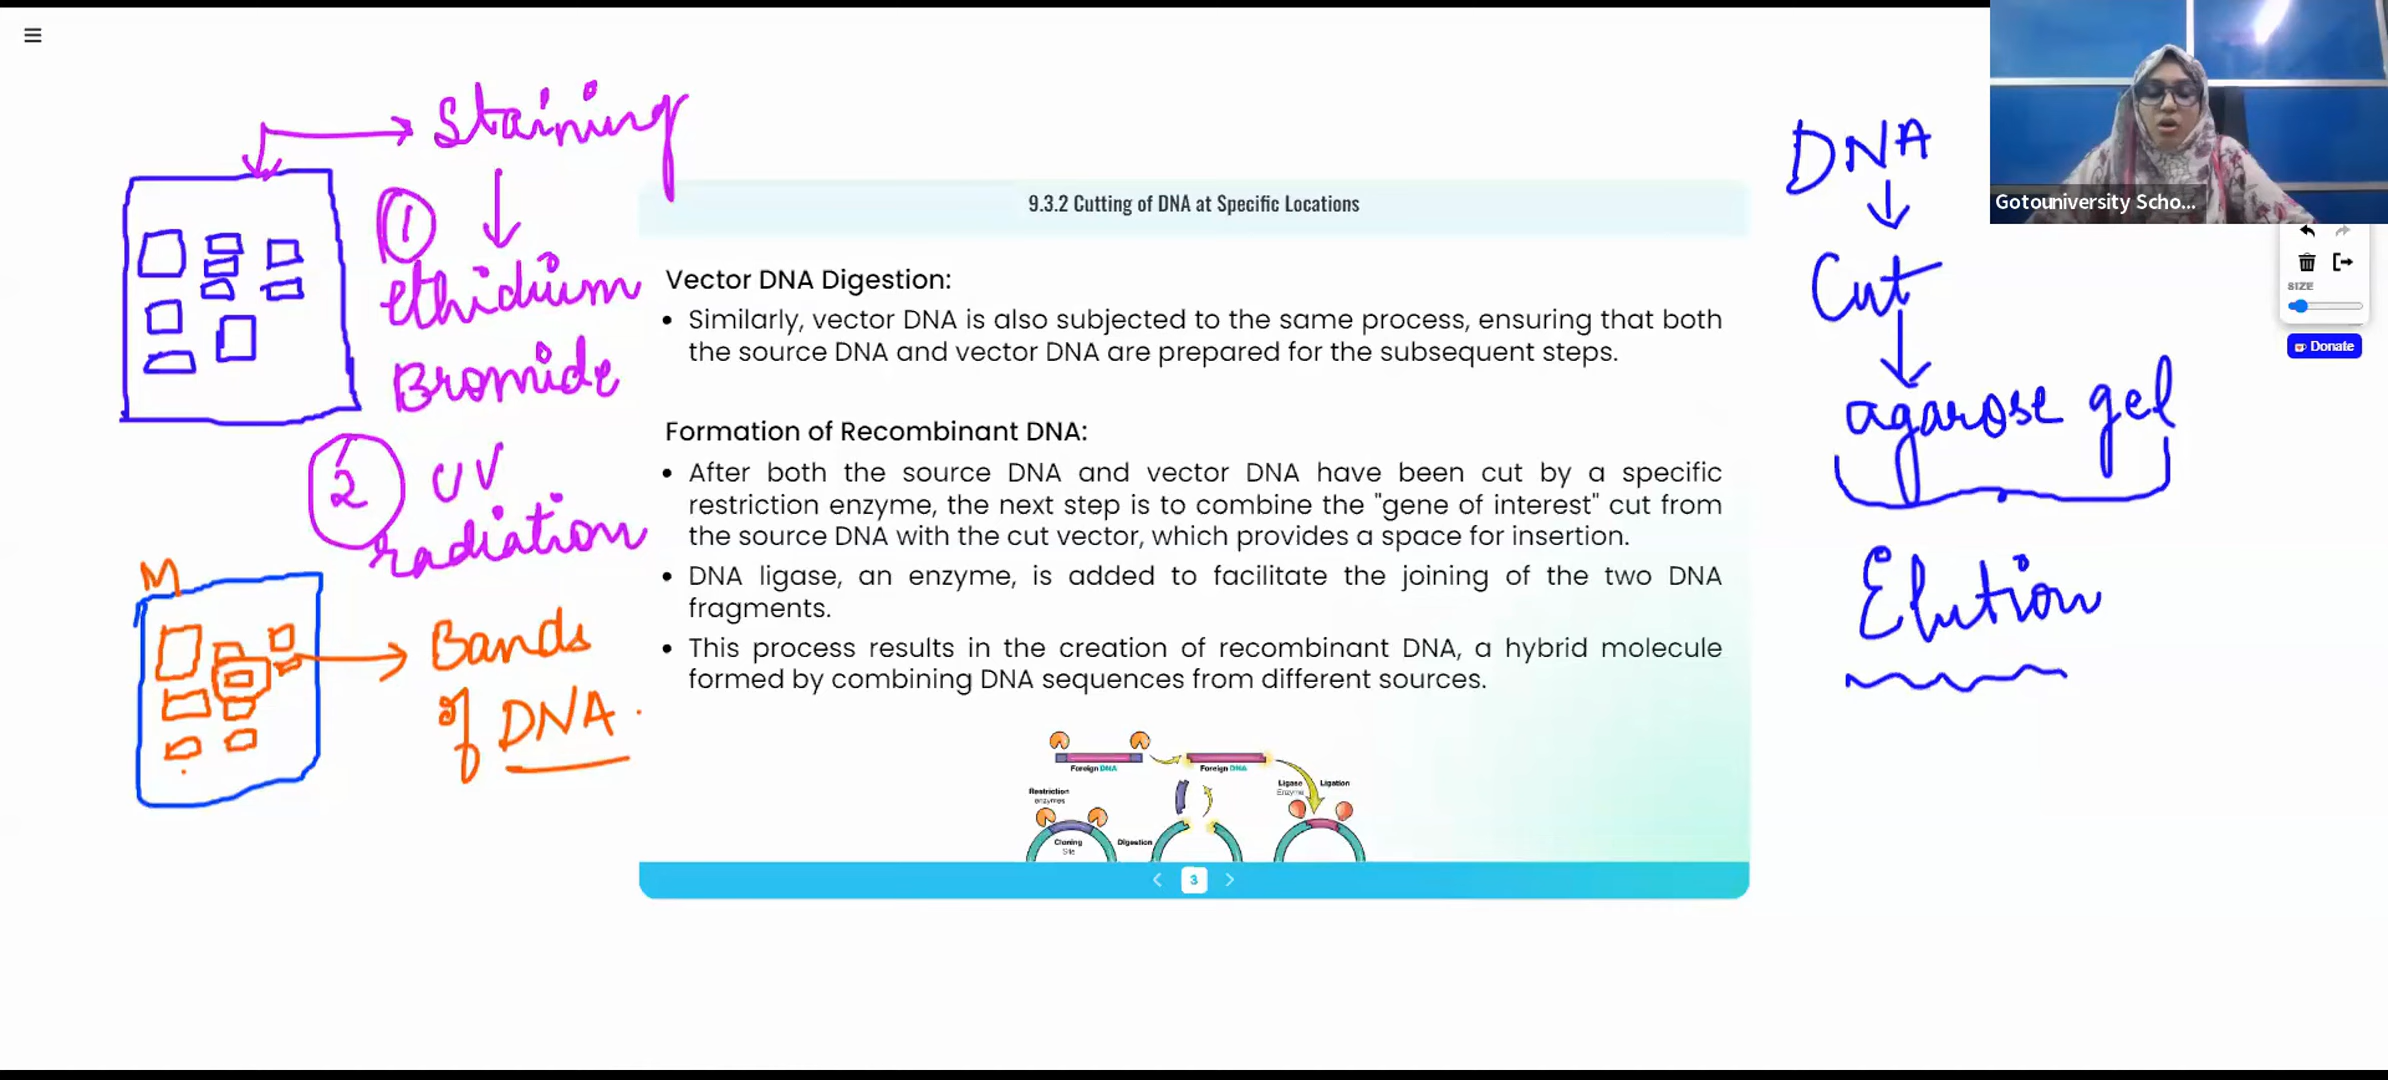 Staining
1
ethidium
Bromide
2 UV
radiation
M
Bands
of DNA.
9.3.2 Cutting of DNA at Specific Locations
Vector DNA Digestion:
• Similarly, vector DNA is also subjected to the same process, ensuring that both
the source DNA and vector DNA are prepared for the subsequent steps.
Formation of Recombinant DNA:
• After both the source DNA and vector DNA have been cut by a specific
restriction enzyme, the next step is to combine the "gene of interest" cut from
the source DNA with the cut vector, which provides a space for insertion.
• DNA ligase, an enzyme, is added to facilitate the joining of the two DNA
fragments.
• This process results in the creation of recombinant DNA, a hybrid molecule
formed by combining DNA sequences from different sources.
Foreign DNA
Foreign DNA
Restriction
enzymes
Ligase
Enzyme
Ligation
Cloning
Site
Digestion
3
DNA
Cut
agarose gel
Elution
Gotouniversity Scho...
SIZE
Donate